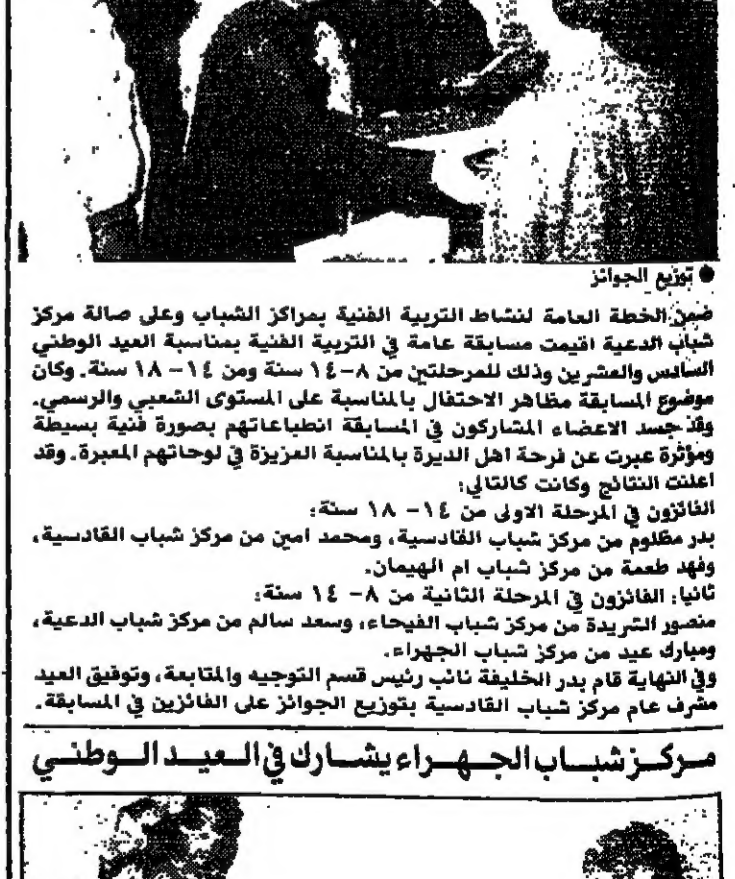 ● توزيع الجوائز
ضمن الخطة العامة لنشاط التربية الفنية بمراكز الشباب وعلى صالة مركز
شباب الدعية اقيمت مسابقة عامة في التربية الفنية بمناسبة العيد الوطني
السادس والعشرين وذلك للمرحلتين من ٨-١٤ سنة ومن ١٤- ١٨ سنة. وكان
موضوع المسابقة مظاهر الاحتفال بالمناسبة على المستوى الشعبي والرسمي.
وقد جسد الاعضاء المشاركون في المسابقة انطباعاتهم بصورة فنية بسيطة
ومؤثرة عبرت عن فرحة اهل الديرة بالمناسبة العزيزة في لوحاتهم المعبرة. وقد
اعلنت النتائج وكانت كالتالي:
الفائزون في المرحلة الاولى من ١٤- ١٨ سنة:
بدر مظلوم من مركز شباب القادسية، ومحمد امين من مركز شباب القادسية،
وفهد طعمة من مركز شباب ام الهيمان.
ثانيا: الفائزون في المرحلة الثانية من ٨- ١٤ سنة:
منصور الشريدة من مركز شباب الفيحاء، وسعد سالم من مركز شباب الدعية،
ومبارك عيد من مركز شباب الجهراء.
وفي النهاية قام بدر الخليفة نائب رئيس قسم التوجيه والمتابعة، وتوفيق العيد
مشرف عام مركز شباب القادسية بتوزيع الجوائز على الفائزين في المسابقة.
مركز شباب الجهراء يشارك في العيد الوطني